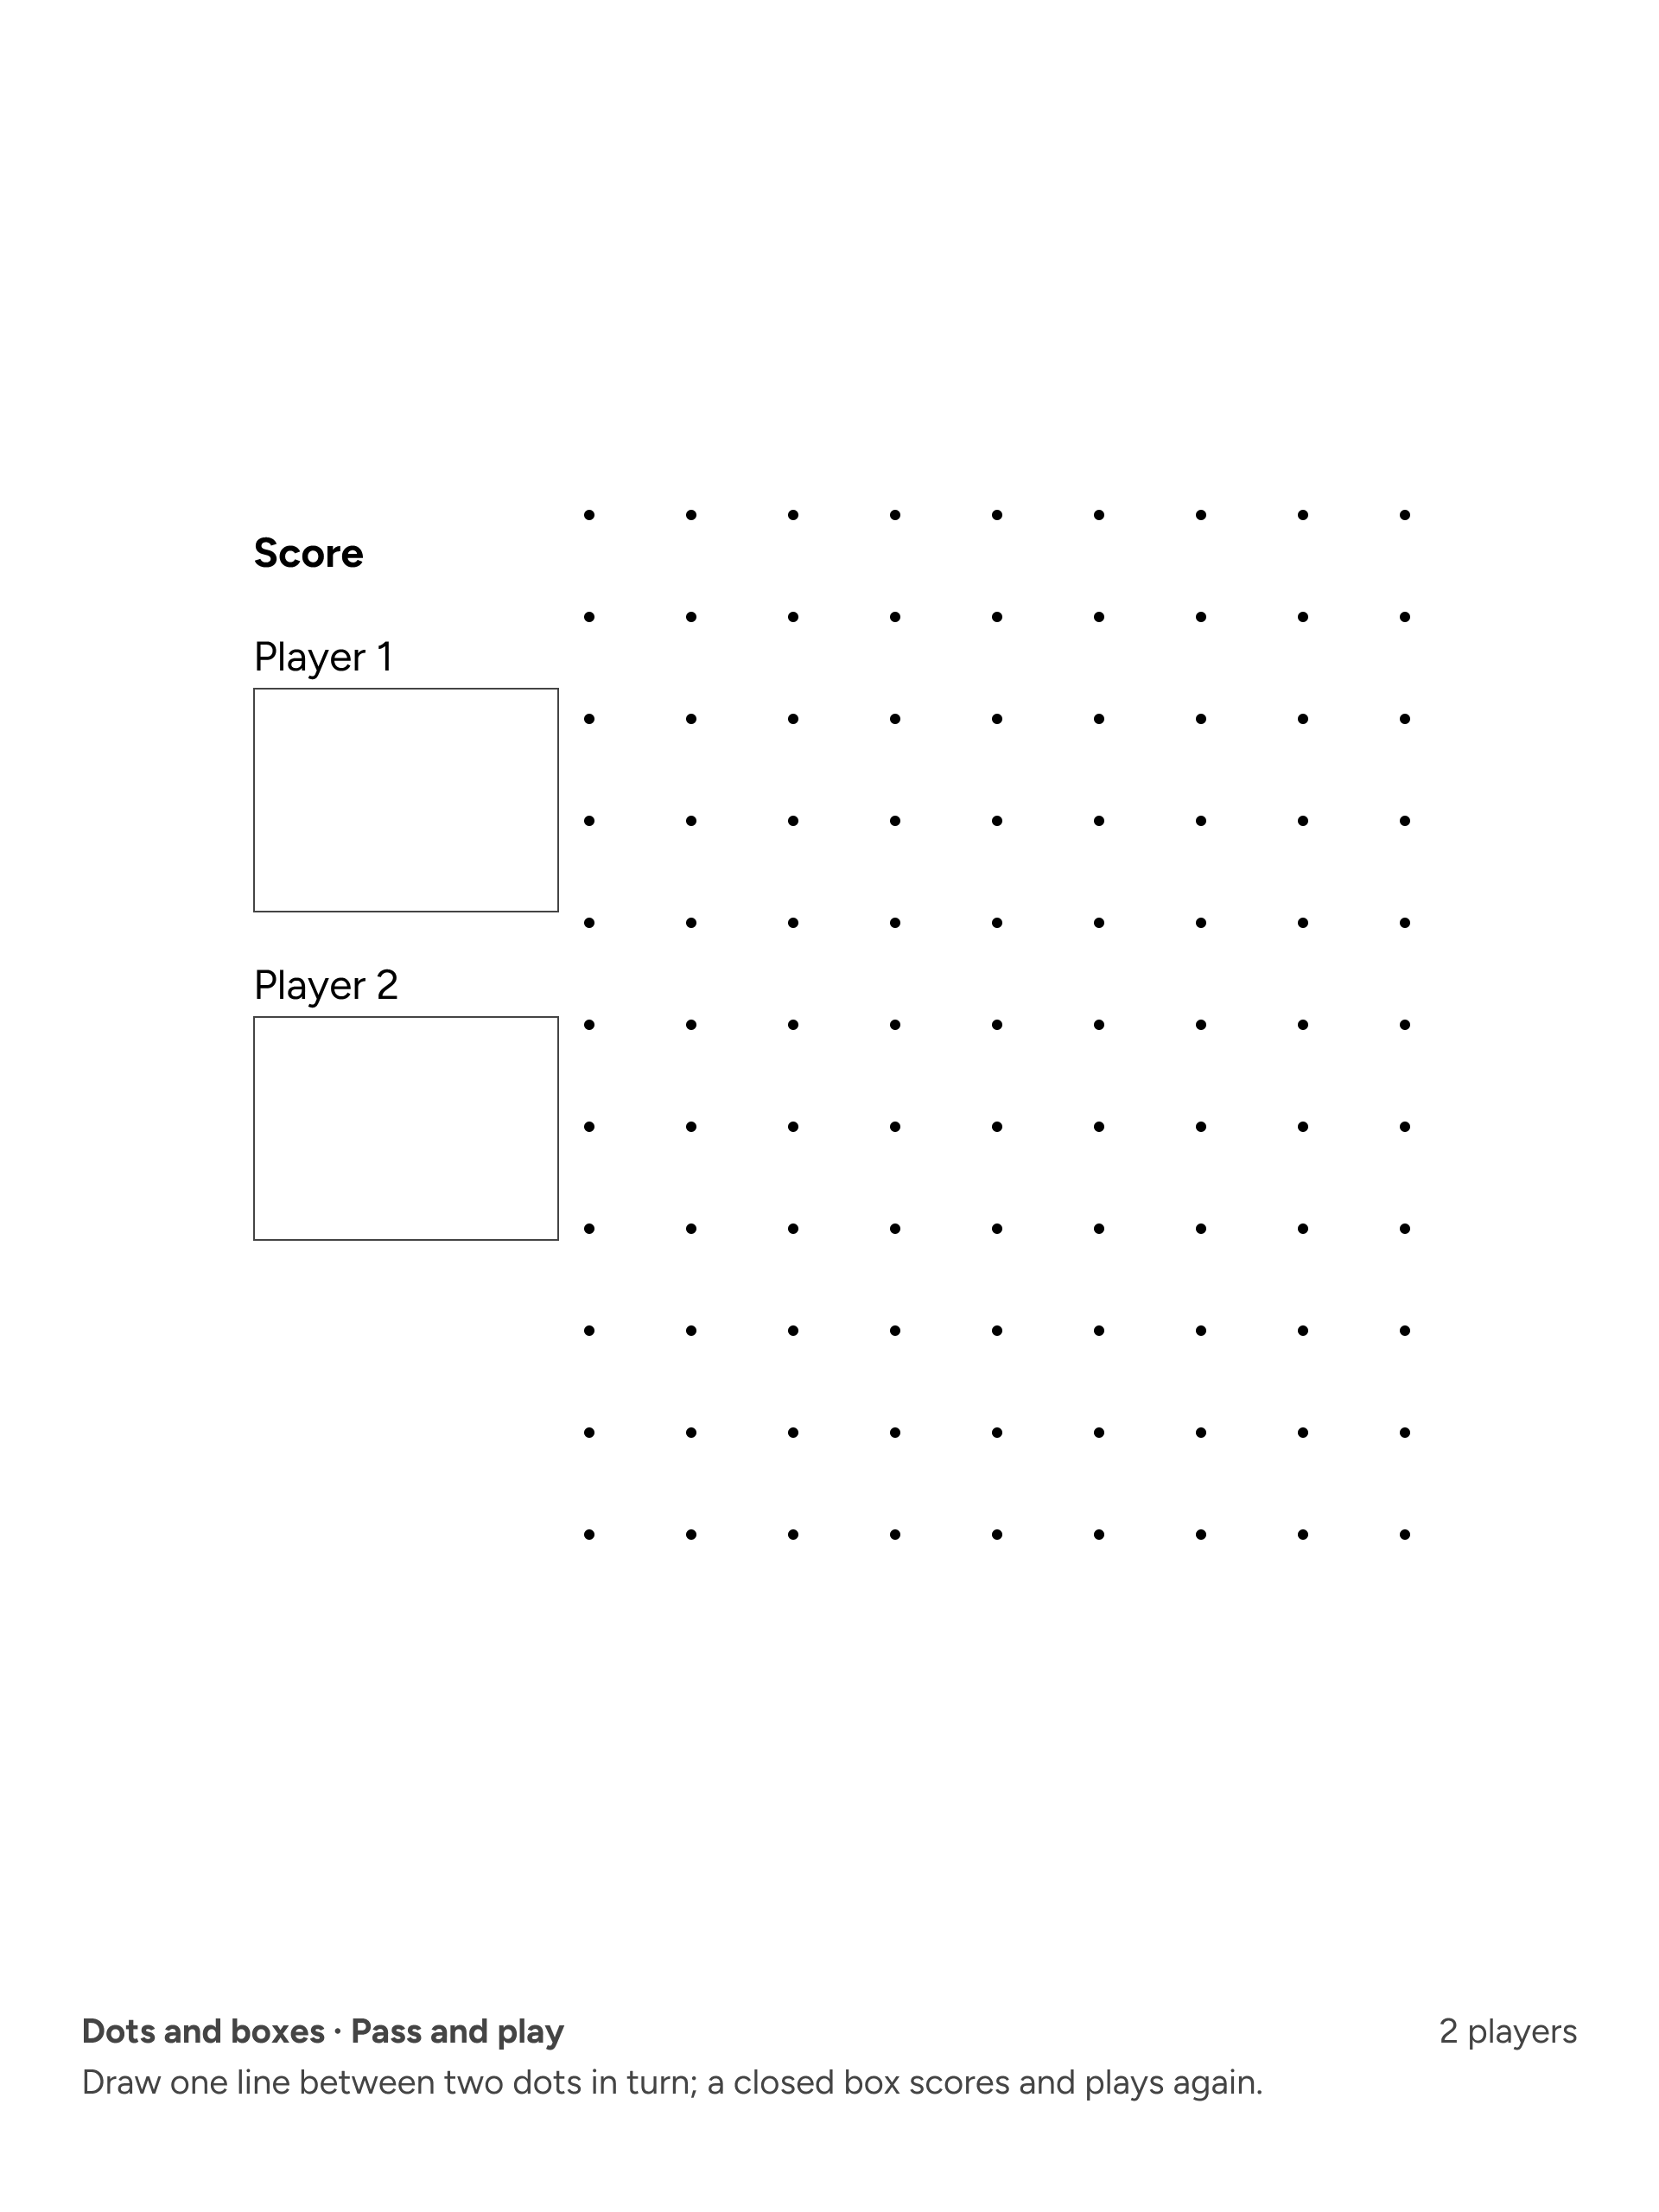 Score
Player 1
Player 2
Dots and boxes · Pass and play
2 players
Draw one line between two dots in turn; a closed box scores and plays again.